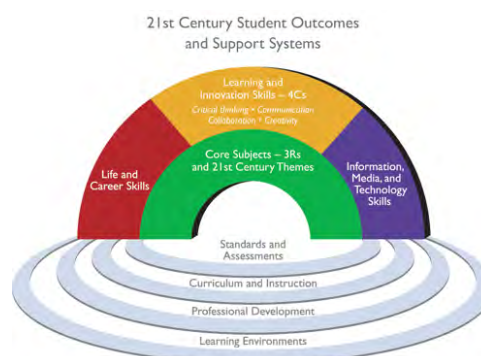 21st Century Student Outcomes
and Support Systems
Learning and
Innovation Skills – 4Cs
Critical thinking • Communication
Collaboration • Creativity
Core Subjects – 3Rs
and 21st Century Themes
Life and
Career Skills
Information,
Media, and
Technology
Skills
Standards and
Assessments
Curriculum and Instruction
Professional Development
Learning Environments